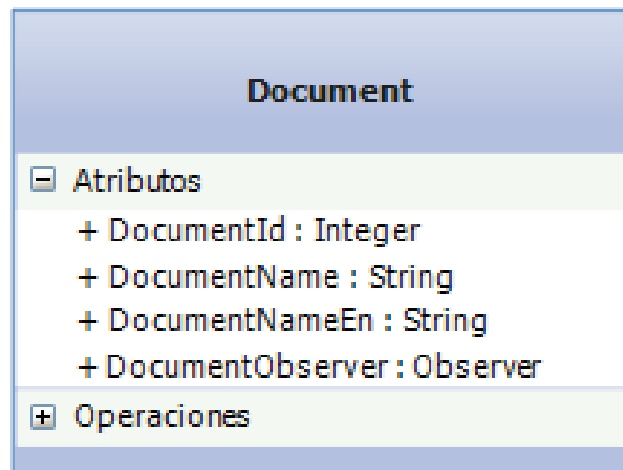 Document
Atributos
+ DocumentId : Integer
+ DocumentName : String
+ DocumentNameEn : String
+ DocumentObserver : Observer
Operaciones